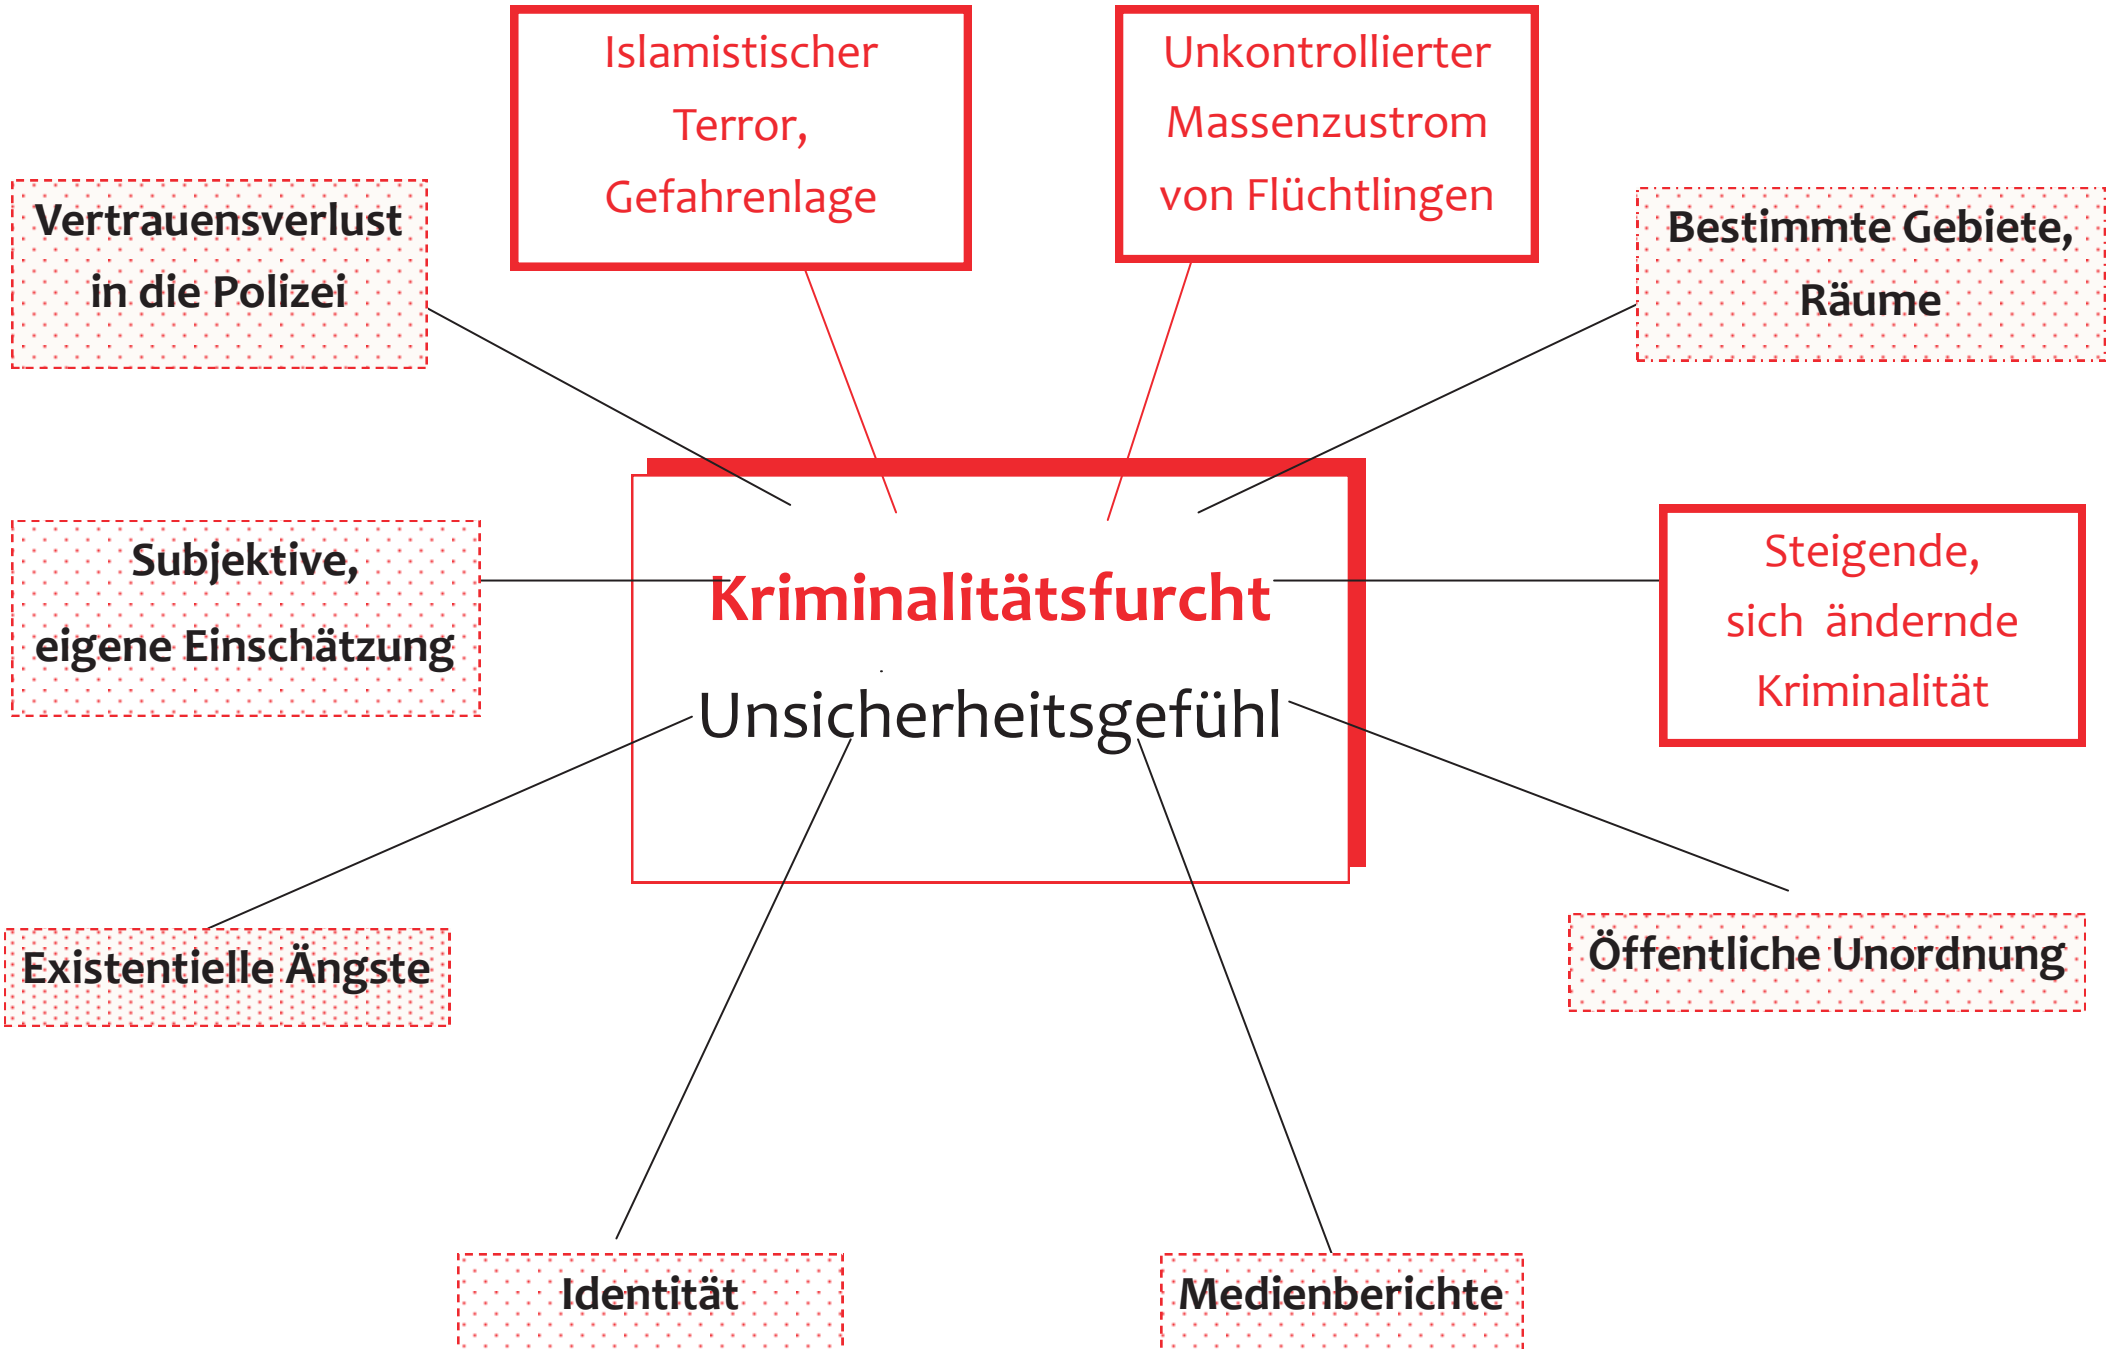 Islamistischer
Terror,
Gefahrenlage
Unkontrollierter
Massenzustrom
von Flüchtlingen
Vertrauensverlust
in die Polizei
Bestimmte Gebiete,
Räume
Subjektive,
eigene Einschätzung
Kriminalitätsfurcht
Unsicherheitsgefühl
Steigende,
sich ändernde
Kriminalität
Existentielle Ängste
Öffentliche Unordnung
Identität
Medienberichte